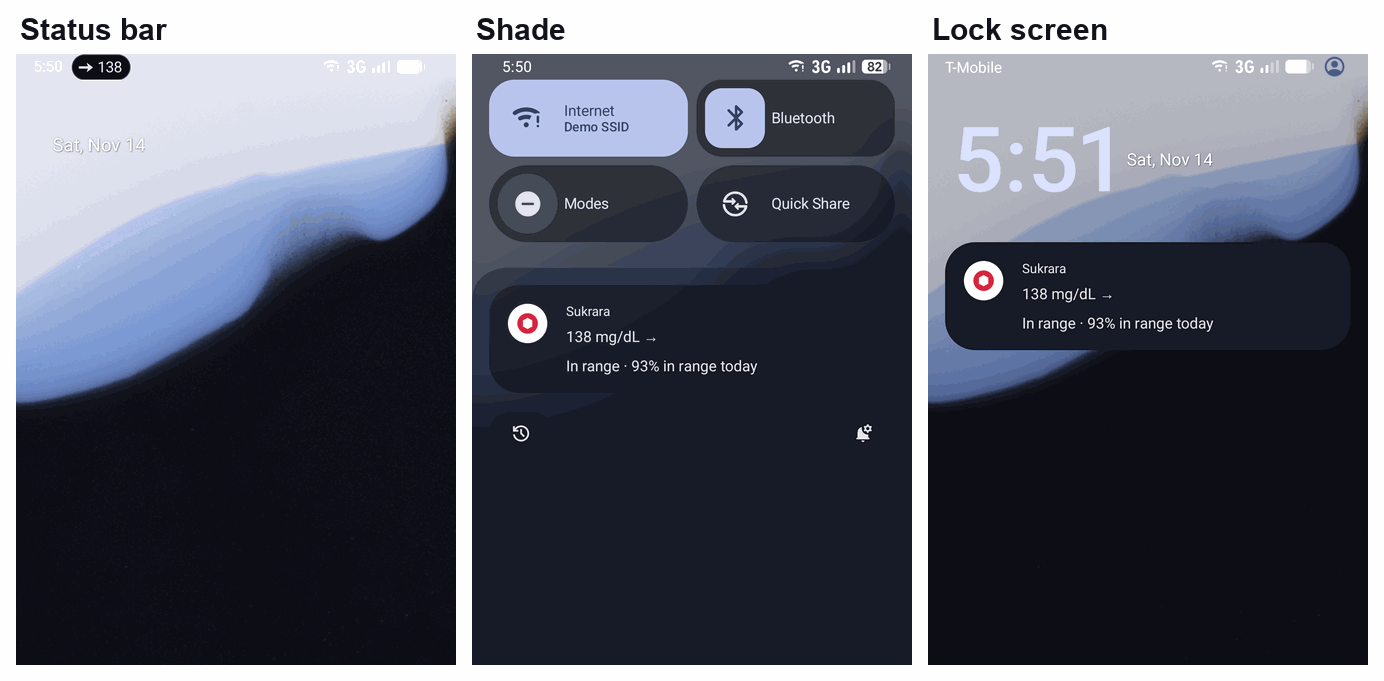 Status bar
5:50 → 138
3G
Sat, Nov 14
Shade
5:50
3G 82
Internet
Demo SSID
Bluetooth
Modes
Quick Share
Sukrara
138 mg/dL →
In range · 93% in range today
Lock screen
T-Mobile
3G
5:51
Sat, Nov 14
Sukrara
138 mg/dL →
In range · 93% in range today